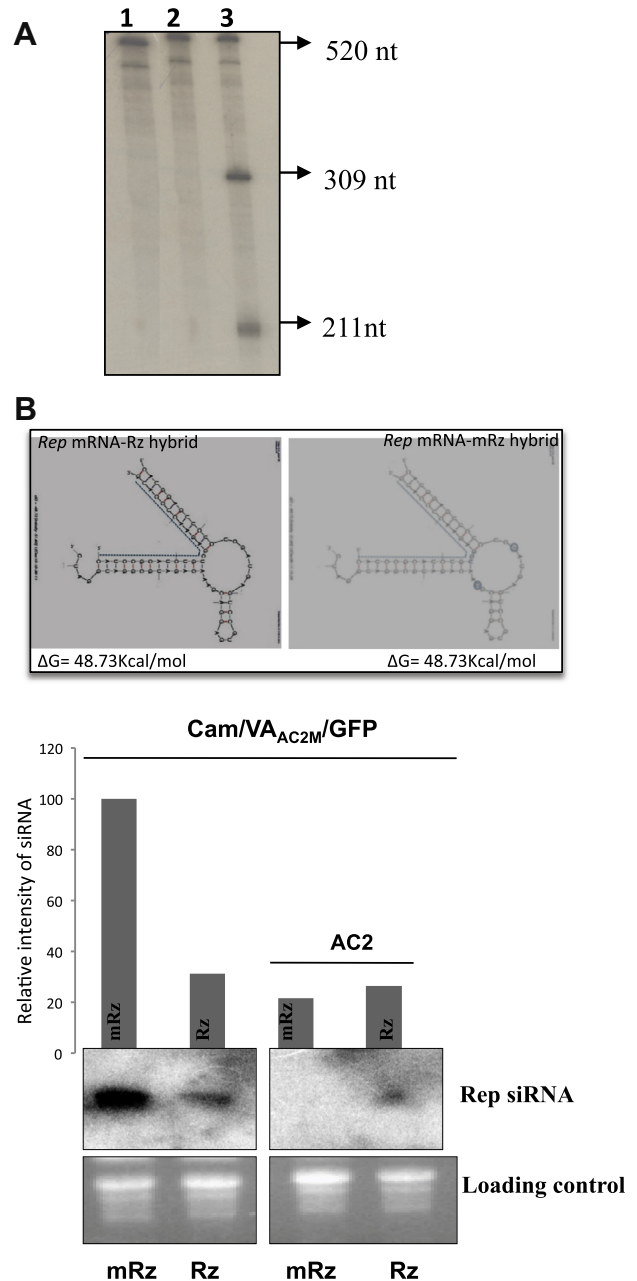 A
1 2 3
520 nt
309 nt
211nt
B
Rep mRNA-Rz hybrid
Rep mRNA-mRz hybrid
ΔG= 48.73Kcal/mol
ΔG= 48.73Kcal/mol
Cam/VAAC2M/GFP
120
100
80
60
40
20
0
Relative intensity of siRNA
AC2
mRz
Rz
mRz
Rz
Rep siRNA
Loading control
mRz Rz mRz Rz